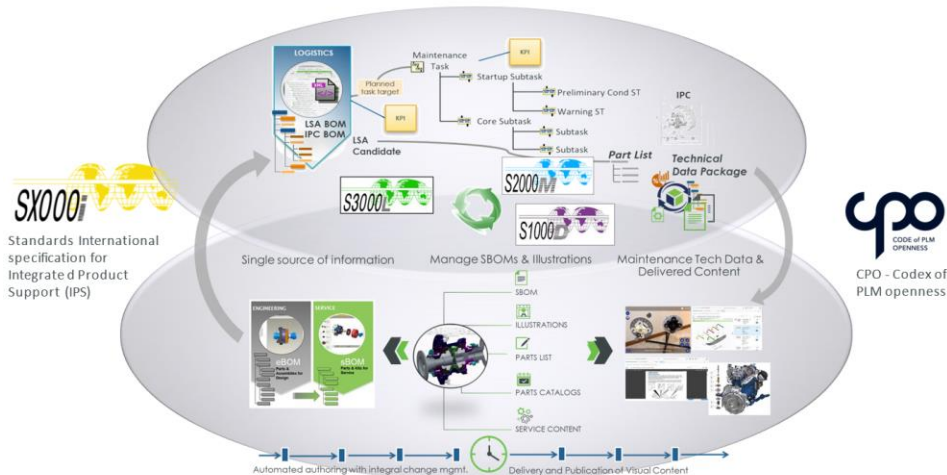 LOGISTICS
KPI
Maintenance
Task
Planned
task target
KPI
Startup Subtask
Preliminary Cond ST
Warning ST
Core Subtask
Subtask
Subtask
LSA BOM
IPC BOM
LSA
Candidate
IPC
Part List
Technical
Data Package
SX000i
Standards International
specification for
Integrated Product
Support (IPS)
S3000L
S2000M
S1000D
cpo
CODE of PLM
OPENNESS
CPO - Codex of
PLM openness
Single source of information
Manage SBOMs & Illustrations
Maintenance Tech Data &
Delivered Content
ENGINEERING
eBOM
Parts &
Assemblies for
Design
SERVICE
sBOM
Parts & Kits for
Service
SBOM
ILLUSTRATIONS
PARTS LIST
PARTS CATALOGS
SERVICE CONTENT
Automated authoring with integral change mgmt.
Delivery and Publication of Visual Content